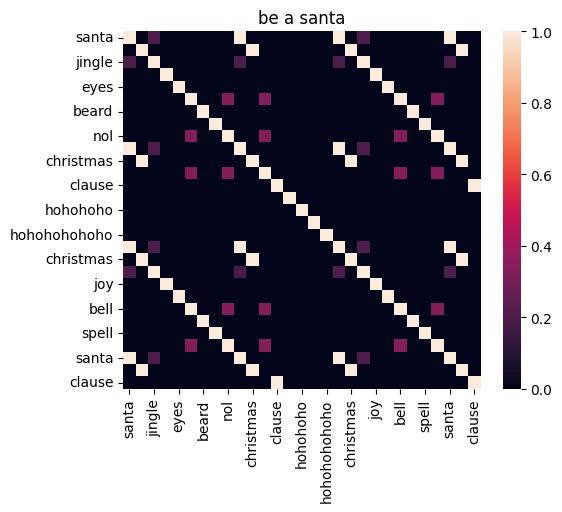 be a santa
santa
jingle
eyes
beard
nol
christmas
clause
hohohoho
hohohohohoho
christmas
joy
bell
spell
santa
clause
1.0
0.8
0.6
0.4
0.2
0.0
santa
jingle
eyes
beard
nol
christmas
clause
hohohoho
hohohohohoho
christmas
joy
bell
spell
santa
clause